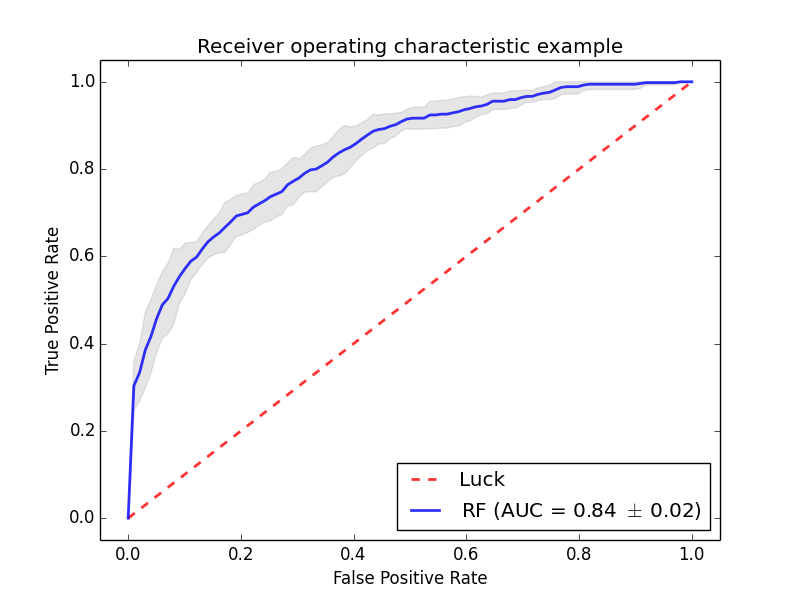 Receiver operating characteristic example
1.0
0.8
0.6
0.4
0.2
0.0
True Positive Rate
Luck
RF (AUC = 0.84 ± 0.02)
0.0 0.2 0.4 0.6 0.8 1.0
False Positive Rate